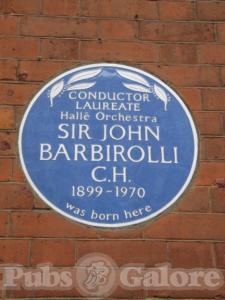 CONDUCTOR
LAUREATE
Hallé Orchestra
SIR JOHN
BARBIROLLI
C.H.
1899-1970
was born here
Pubs Galore